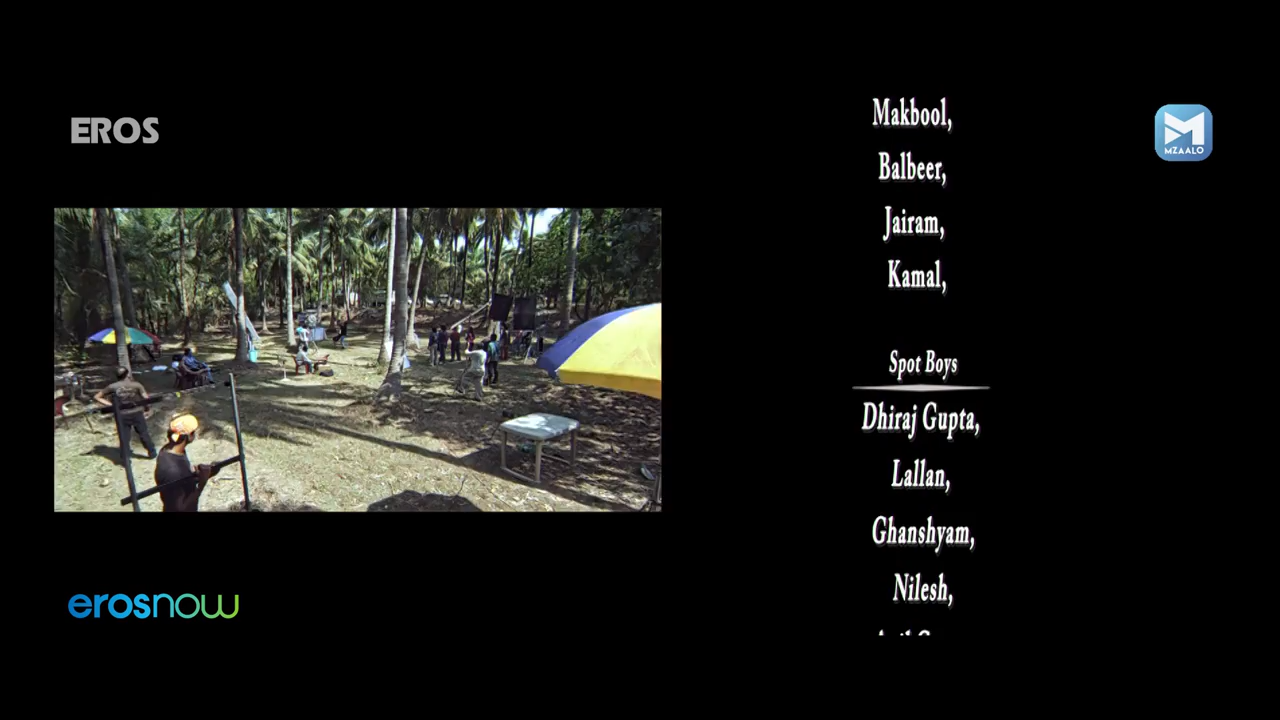 EROS
Makbool,
MZAALO
Balbeer,
Jairam,
Kamal,
Spot Boys
Dhiraj Gupta,
Lallan,
Ghanshyam,
Nilesh,
erosnow